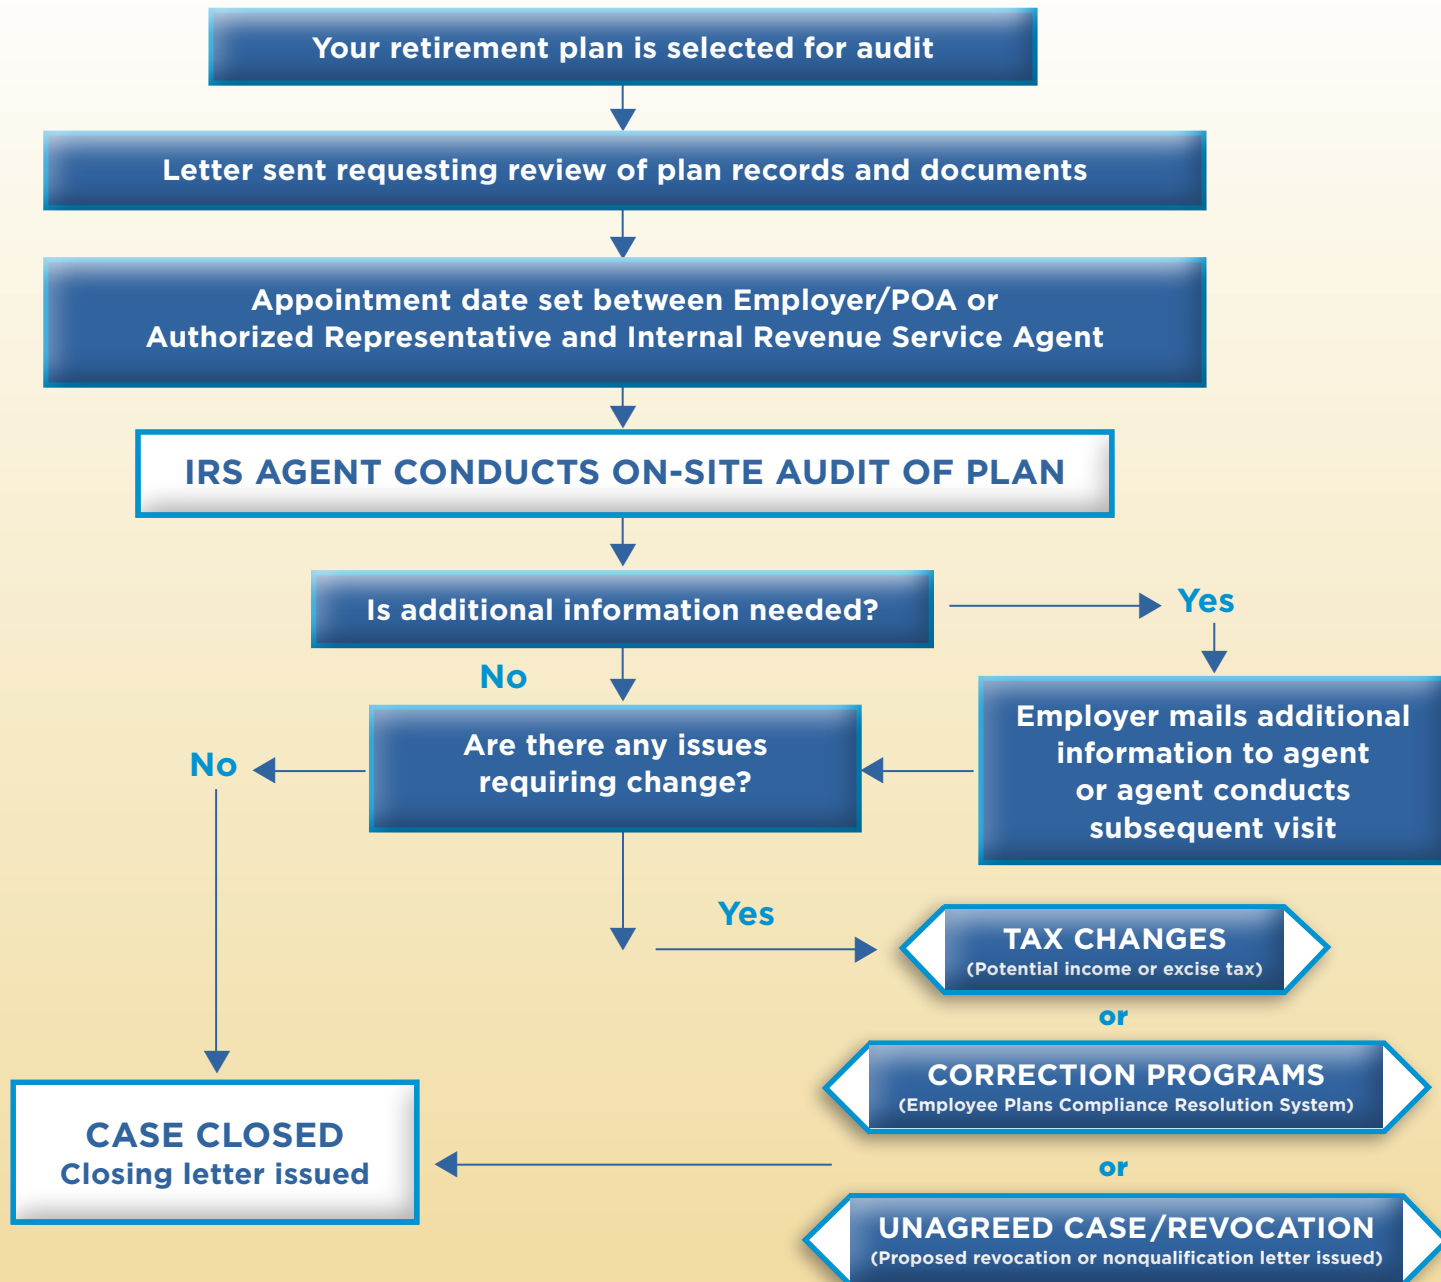 Your retirement plan is selected for audit
Letter sent requesting review of plan records and documents
Appointment date set between Employer/POA or
Authorized Representative and Internal Revenue Service Agent
IRS AGENT CONDUCTS ON-SITE AUDIT OF PLAN
Is additional information needed?
Yes
No
Employer mails additional
information to agent
or agent conducts
subsequent visit
Are there any issues
requiring change?
No
Yes
TAX CHANGES
(Potential income or excise tax)
or
CORRECTION PROGRAMS
(Employee Plans Compliance Resolution System)
or
UNAGREED CASE/REVOCATION
(Proposed revocation or nonqualification letter issued)
CASE CLOSED
Closing letter issued